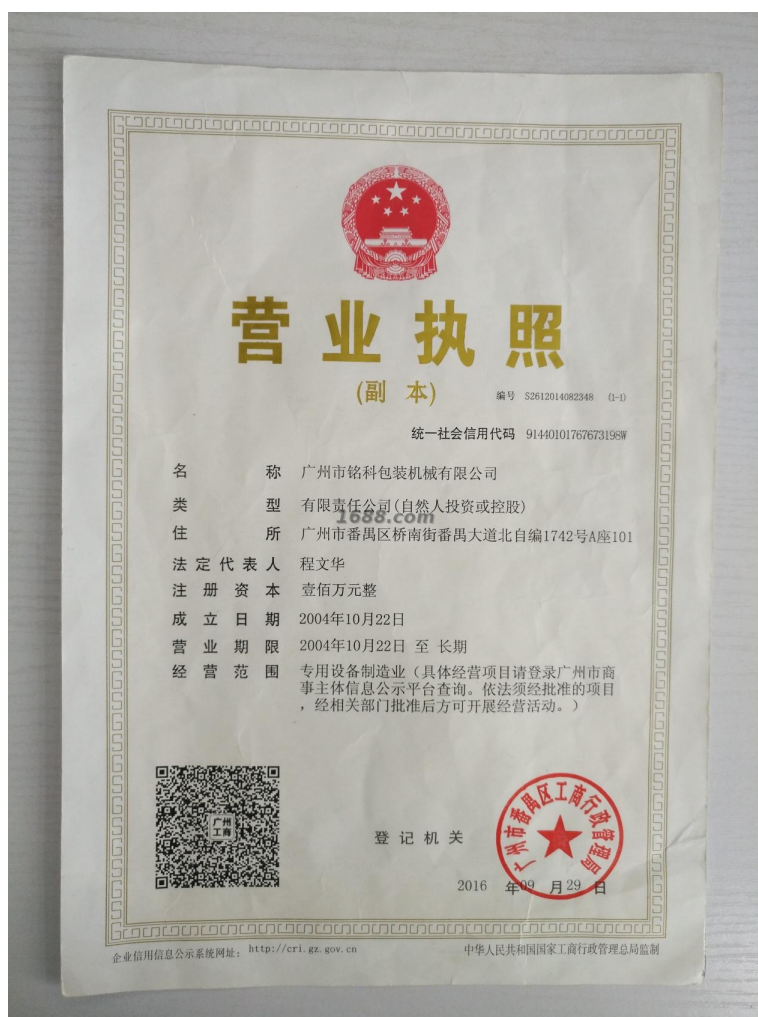 营业执照
(副 本)
编号 S2612014082348 (1-1)
统一社会信用代码 91440101767673198W
名 称 广州市铭科包装机械有限公司
类 型 有限责任公司(自然人投资或控股)
1688.com
住 所 广州市番禺区桥南街番禺大道北自编1742号A座101
法定代表人 程文华
注 册 资 本 壹佰万元整
成 立 日 期 2004年10月22日
营 业 期 限 2004年10月22日 至 长期
经 营 范 围 专用设备制造业（具体经营项目请登录广州市商
事主体信息公示平台查询。依法须经批准的项目
，经相关部门批准后方可开展经营活动。）
广州
工商
登 记 机 关
广州市番禺区工商行政管理局
2016 年09 月29 日
企业信用信息公示系统网址： http://cri.gz.gov.cn
中华人民共和国国家工商行政管理总局监制